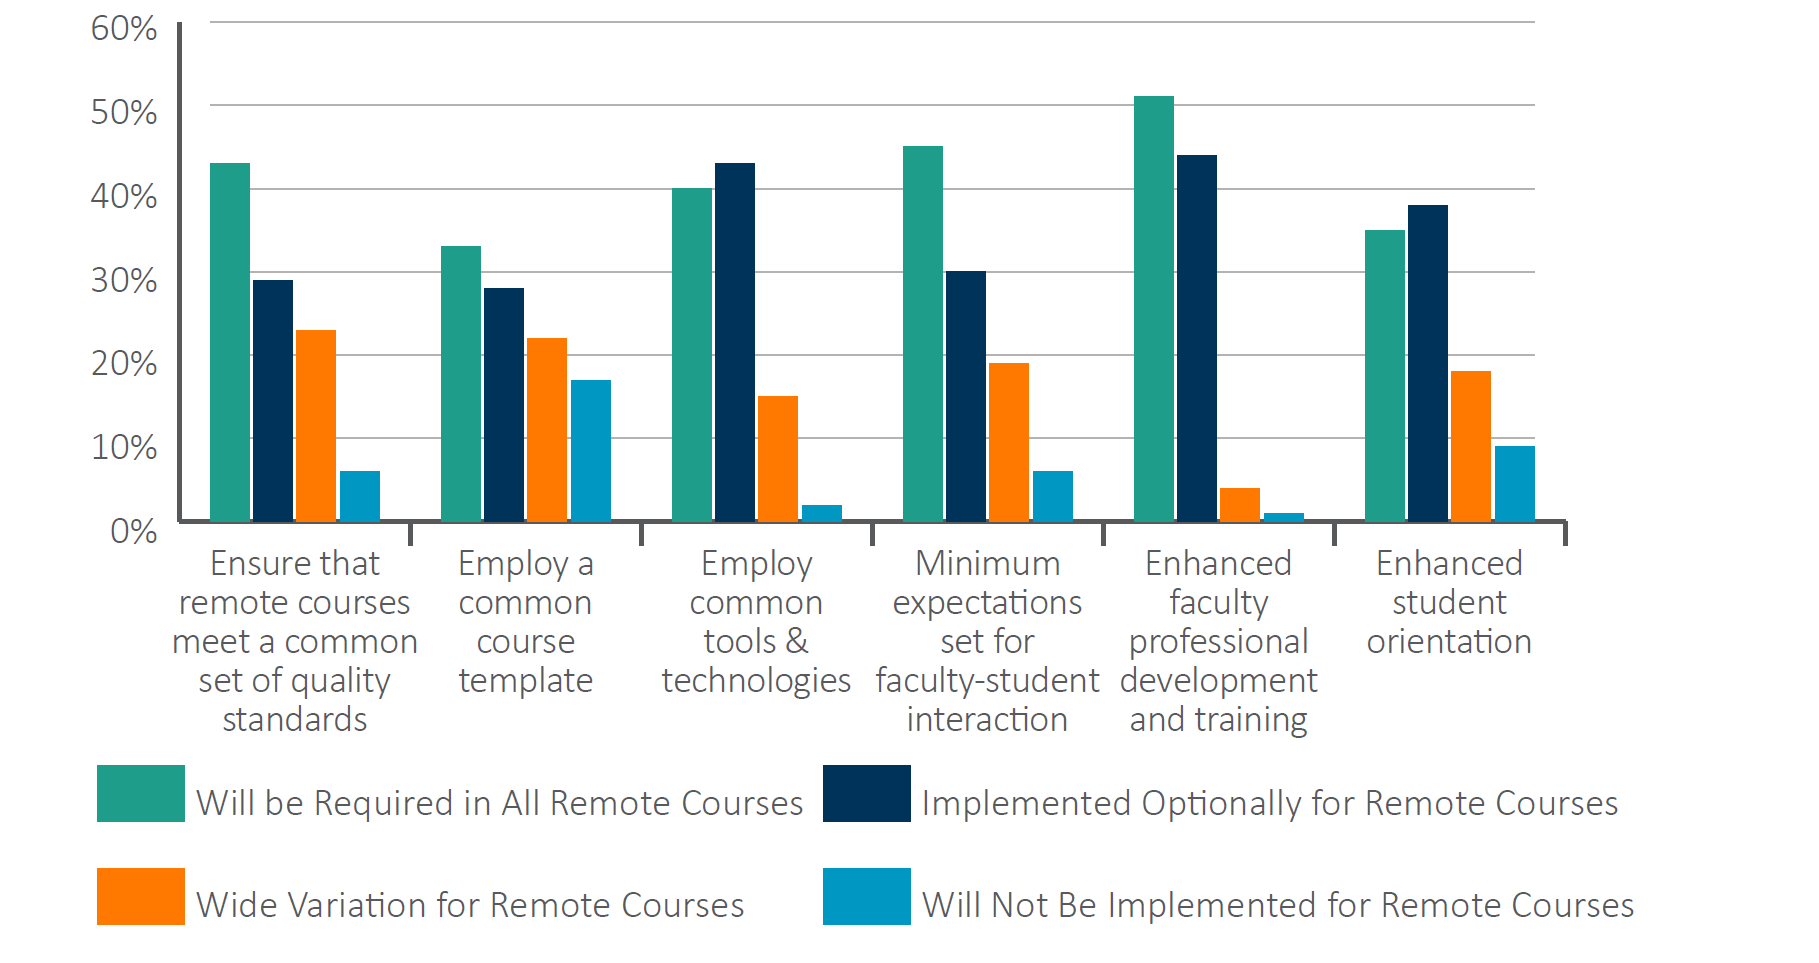 60%
50%
40%
30%
20%
10%
0%
Ensure that
remote courses
meet a common
set of quality
standards
Employ a
common
course
template
Employ
common
tools &
technologies
Minimum
expectations
set for
faculty-student
interaction
Enhanced
faculty
professional
development
and training
Enhanced
student
orientation
Will be Required in All Remote Courses
Implemented Optionally for Remote Courses
Wide Variation for Remote Courses
Will Not Be Implemented for Remote Courses